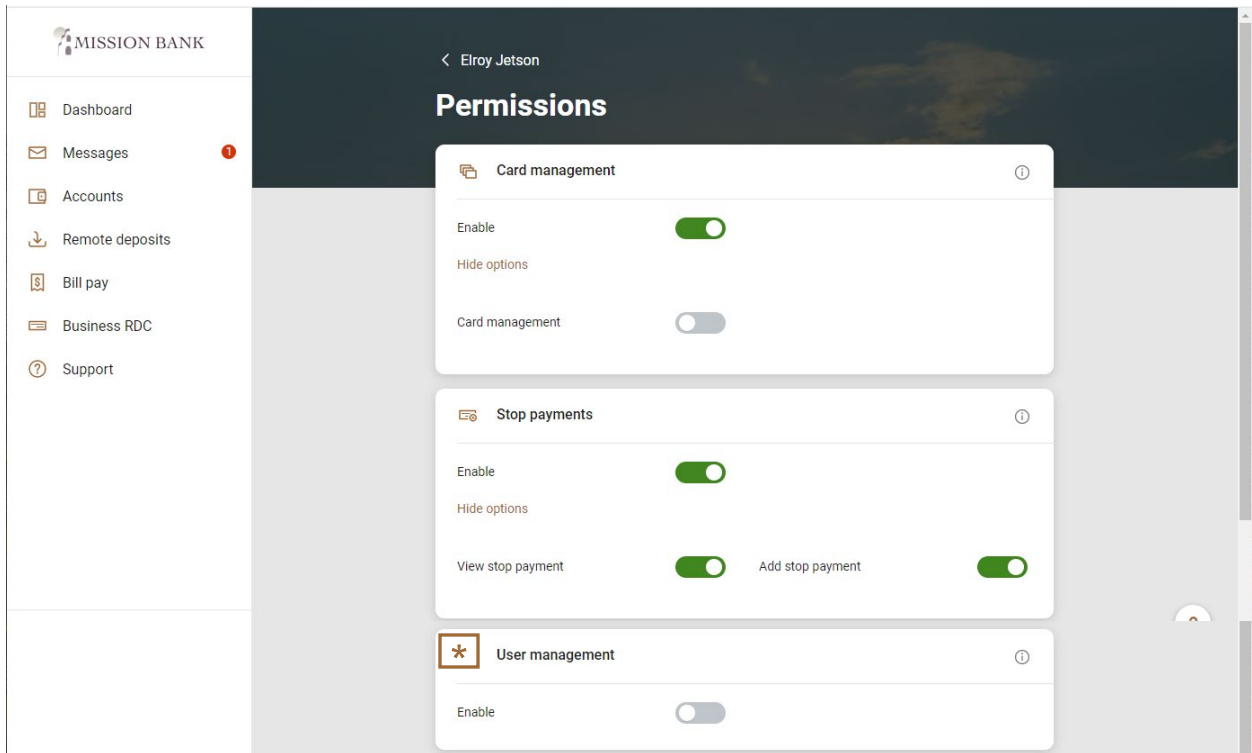 MISSION BANK
Dashboard
Messages 1
Accounts
Remote deposits
Bill pay
Business RDC
Support
Elroy Jetson
Permissions
Card management
Enable
Hide options
Card management
Stop payments
Enable
Hide options
View stop payment Add stop payment
* User management
Enable